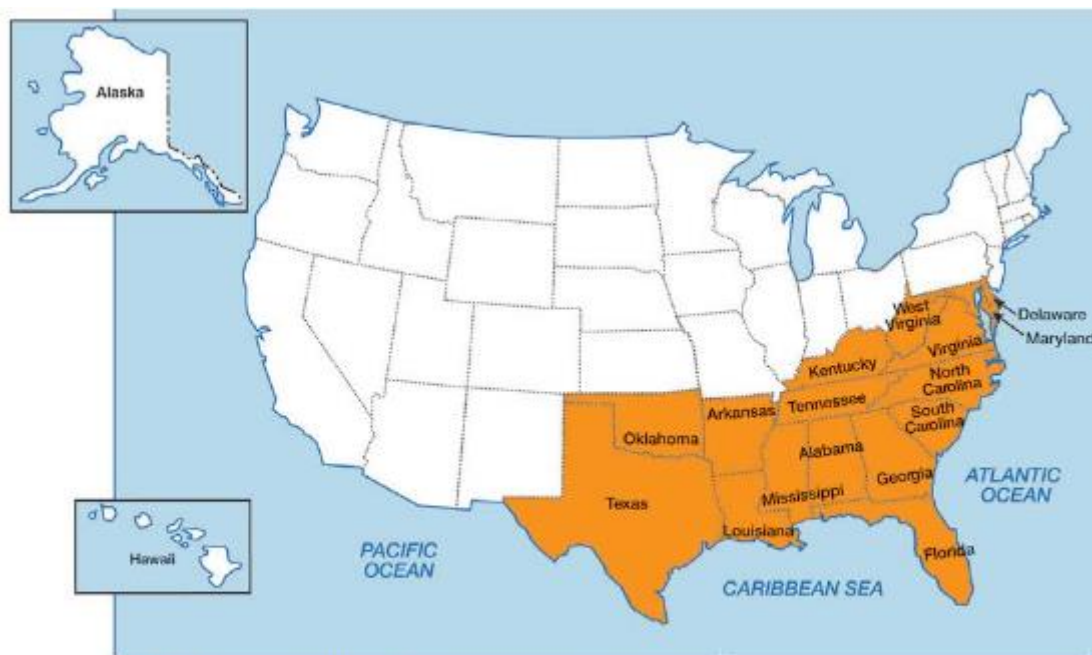 Alaska
West
Virginia
Delaware
Maryland
Virginia
Kentucky
North
Carolina
Tennessee
Arkansas
South
Carolina
Oklahoma
Alabama
Georgia
ATLANTIC
OCEAN
Mississippi
Texas
Louisiana
Florida
Hawaii
PACIFIC
OCEAN
CARIBBEAN SEA